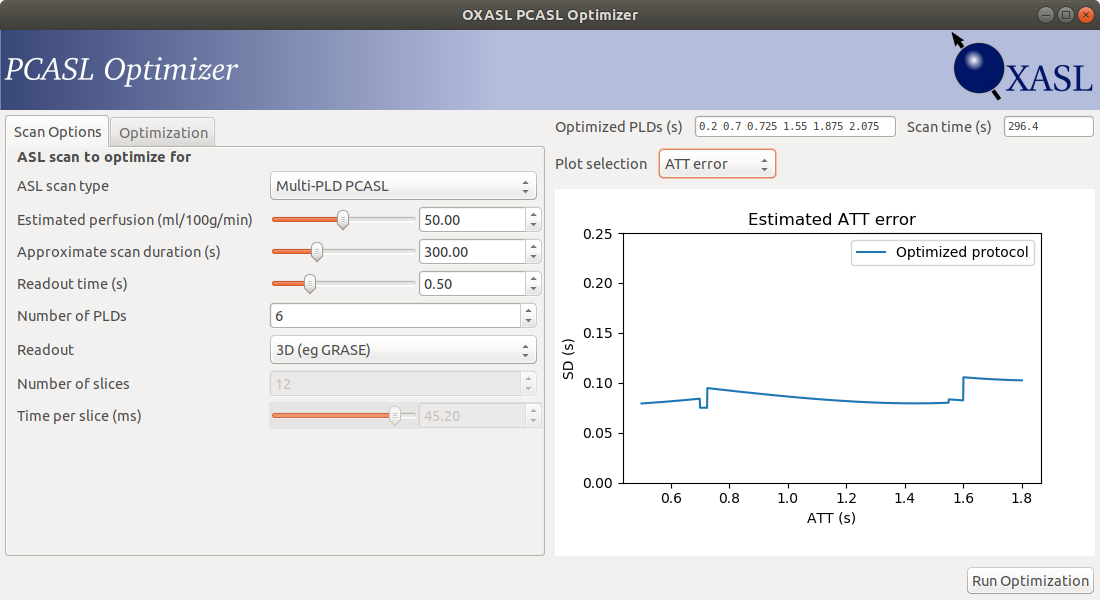 OXASL PCASL Optimizer
PCASL Optimizer
OXASL
Scan Options
Optimization
ASL scan to optimize for
ASL scan type
Multi-PLD PCASL
Estimated perfusion (ml/100g/min)
50.00
Approximate scan duration (s)
300.00
Readout time (s)
0.50
Number of PLDs
6
Readout
3D (eg GRASE)
Number of slices
12
Time per slice (ms)
45.20
Optimized PLDs (s)
0.2 0.7 0.725 1.55 1.875 2.075
Scan time (s)
296.4
Plot selection
ATT error
Estimated ATT error
Optimized protocol
0.25
0.20
0.15
0.10
0.05
0.00
SD (s)
0.6 0.8 1.0 1.2 1.4 1.6 1.8
ATT (s)
Run Optimization